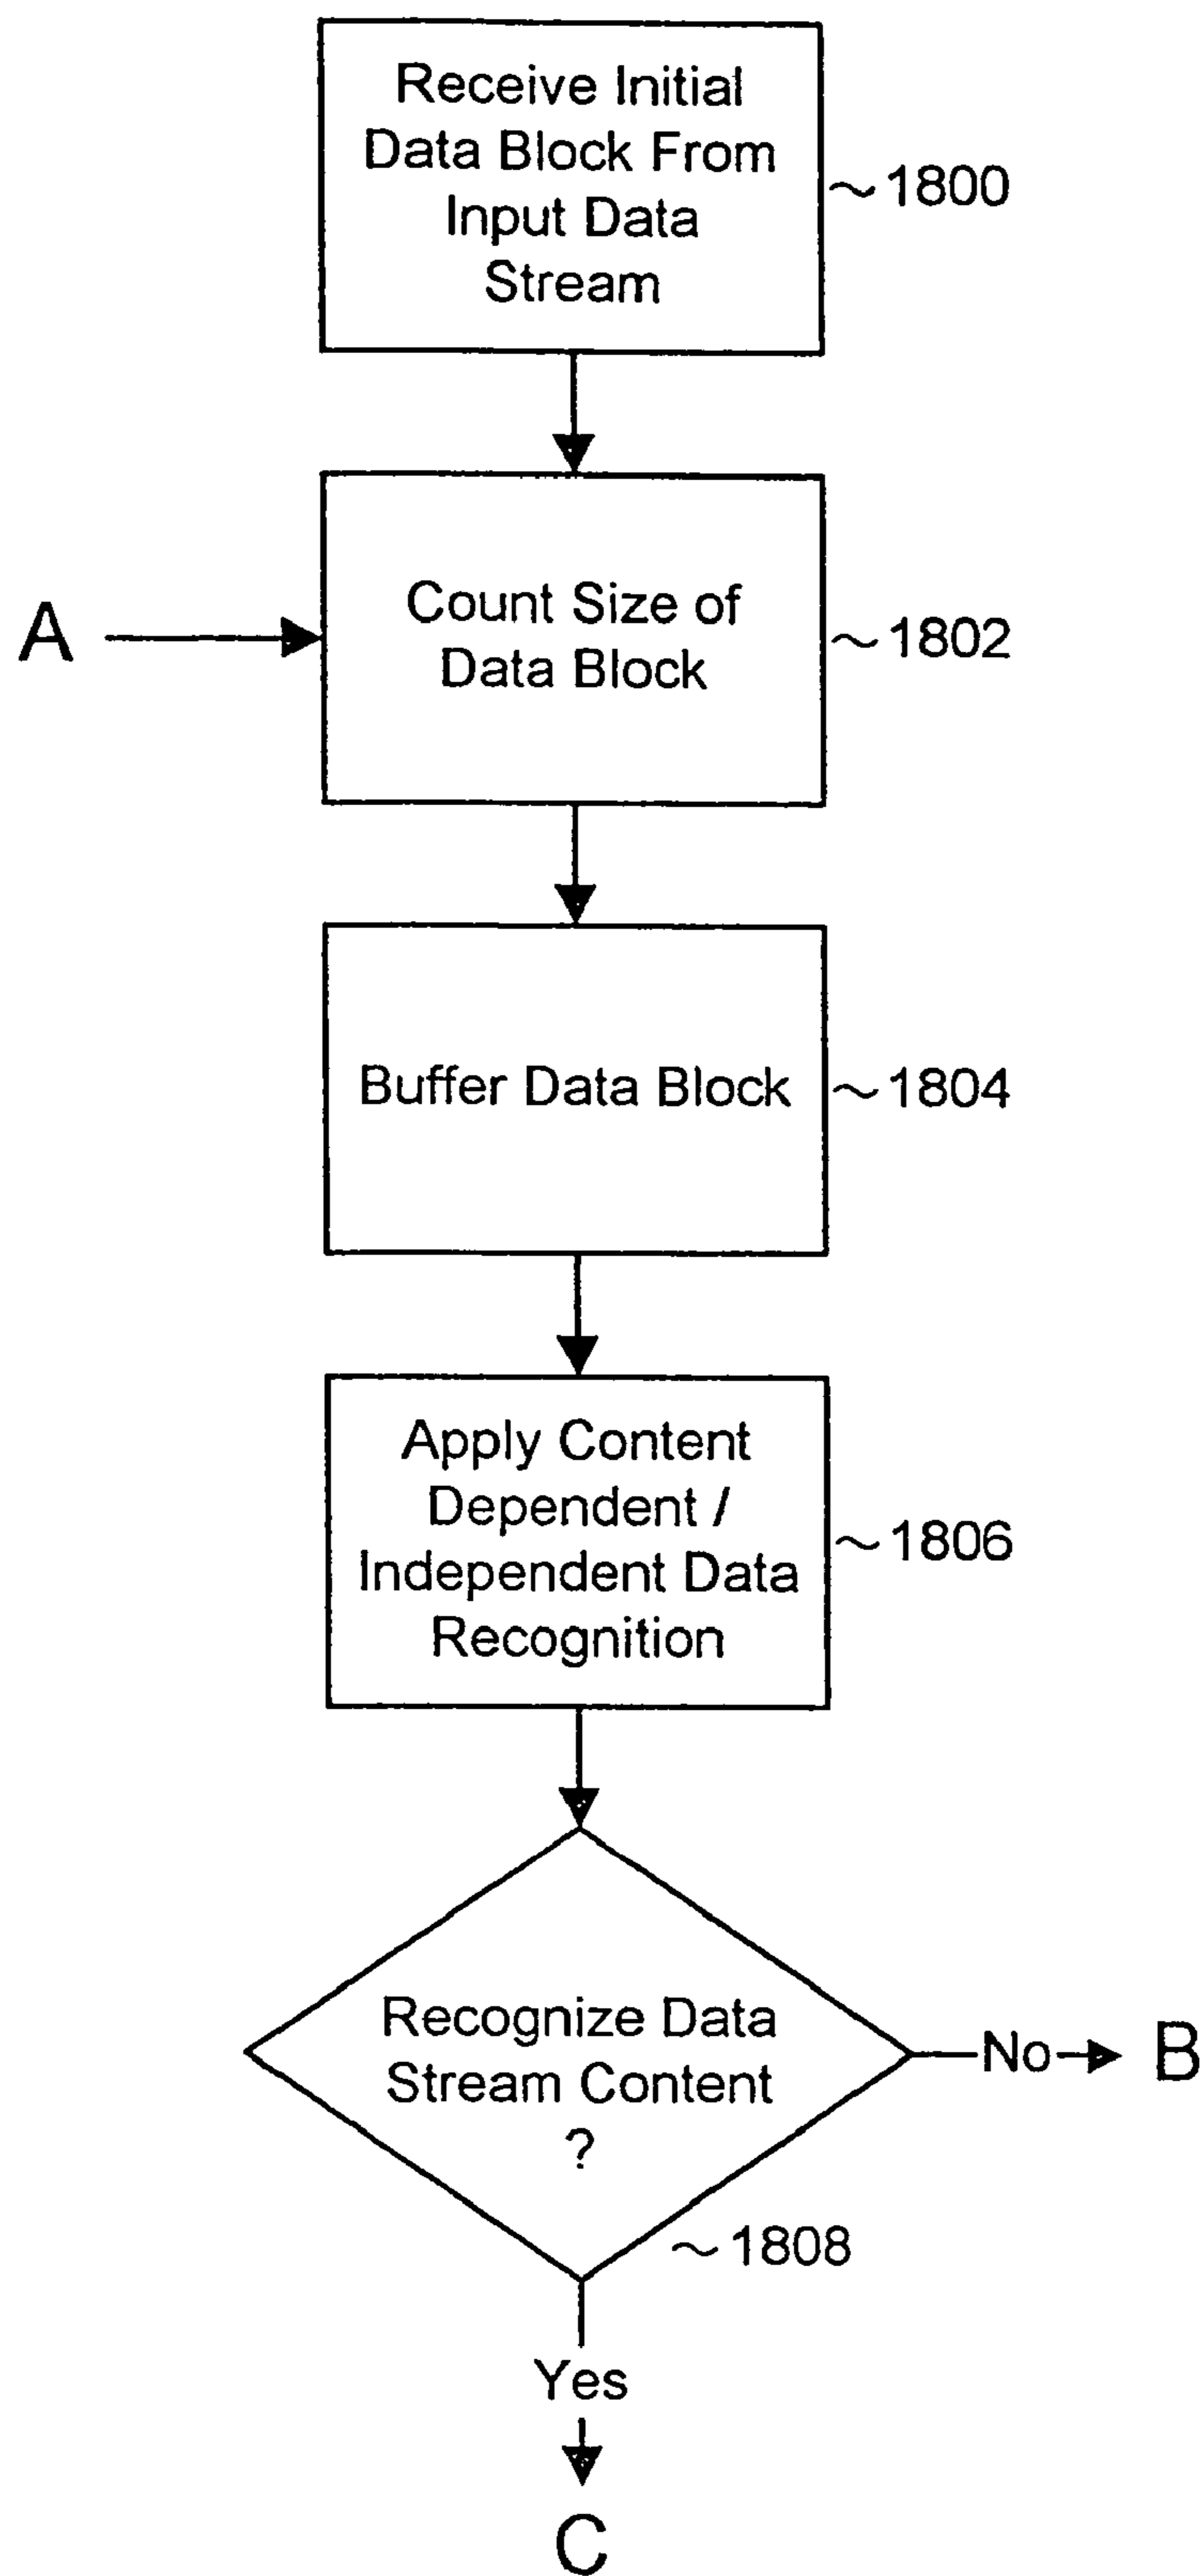 Receive Initial
Data Block From
Input Data
Stream
~1800
A
Count Size of
Data Block
~1802
Buffer Data Block
~1804
Apply Content
Dependent /
Independent Data
Recognition
~1806
Recognize Data
Stream Content
?
No
B
~1808
Yes
C